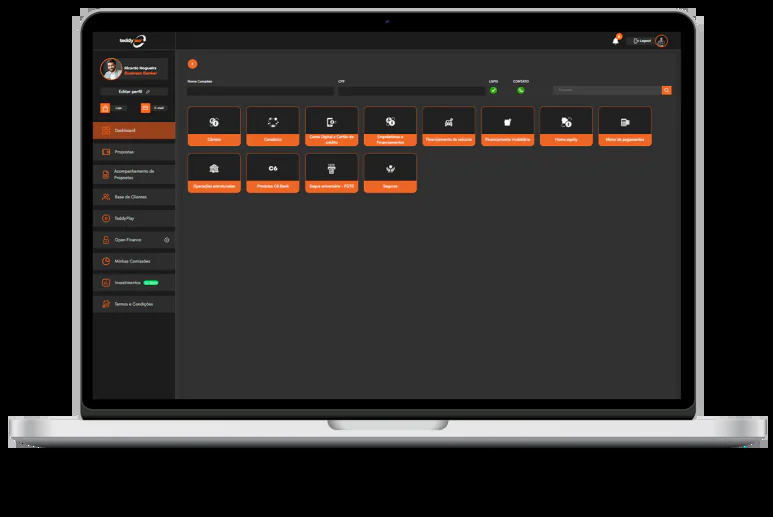 teddy
Logout
Ricardo Nogueira
Business Banker
Editar perfil
Loja
E-mail
Dashboard
Propostas
Acompanhamento de
Propostas
Base de Clientes
TeddyPlay
Open Finance
Minhas Comissões
Investimentos
Termos e Condições
Nome Completo
CPF
LGPD
CONTATO
Pesquisar
Câmbio
Consórcio
Conta Digital e Cartão de
crédito
Empréstimos e
Financiamentos
Financiamento de veículos
Financiamento imobiliário
Home equity
Meios de pagamentos
Operações estruturadas
C6
Produtos C6 Bank
Saque aniversário - FGTS
Seguros